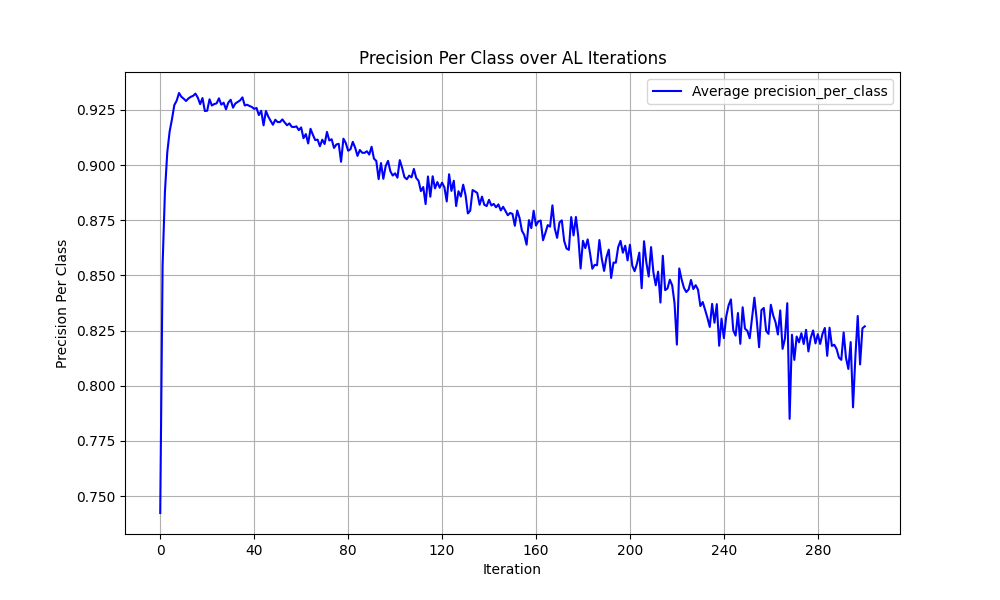 Precision Per Class over AL Iterations
Average precision_per_class
Precision Per Class
0.925
0.900
0.875
0.850
0.825
0.800
0.775
0.750
0 40 80 120 160 200 240 280
Iteration